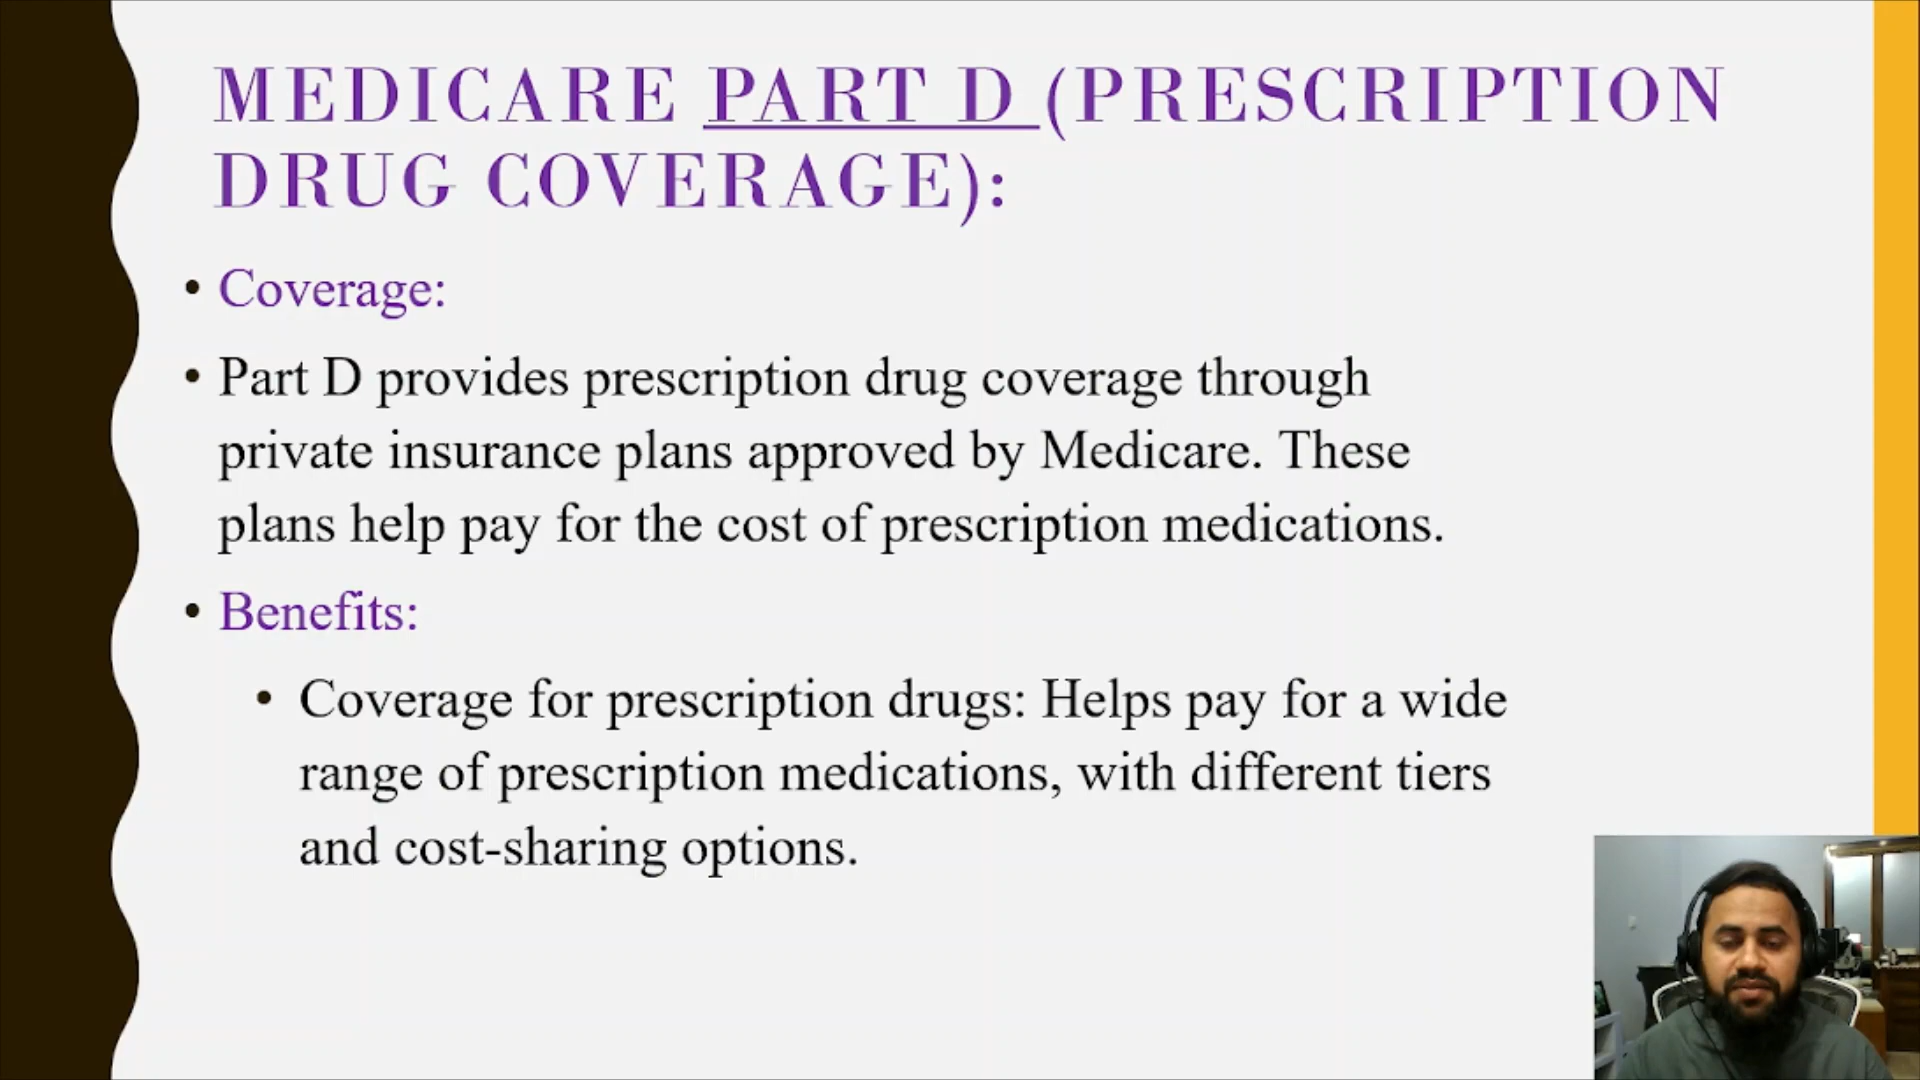 MEDICARE PART D (PRESCRIPTION
DRUG COVERAGE):
• Coverage:
• Part D provides prescription drug coverage through
private insurance plans approved by Medicare. These
plans help pay for the cost of prescription medications.
• Benefits:
• Coverage for prescription drugs: Helps pay for a wide
range of prescription medications, with different tiers
and cost-sharing options.